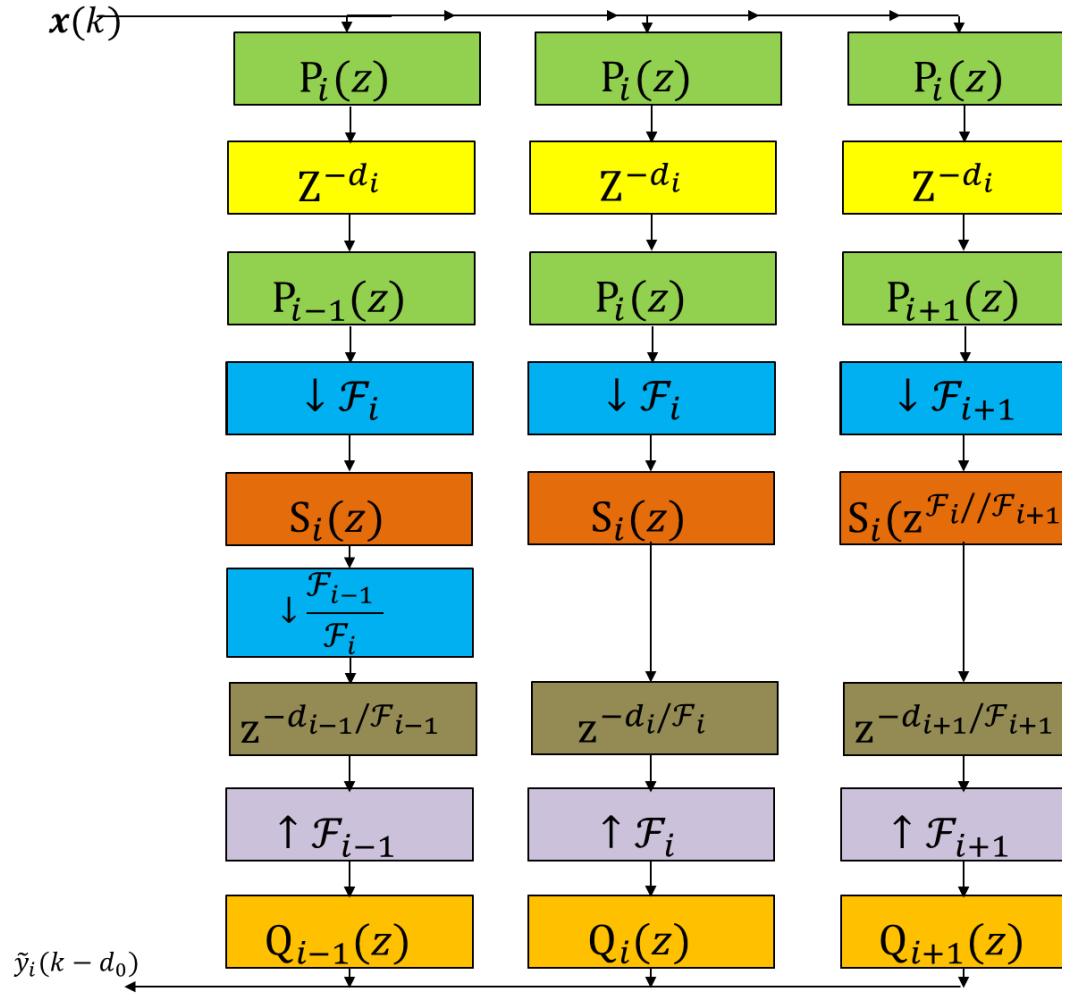 𝒙(k)
P_i(z) P_i(z) P_i(z)
Z^{-d_i} Z^{-d_i} Z^{-d_i}
P_{i-1}(z) P_i(z) P_{i+1}(z)
↓ ℱ_i ↓ ℱ_i ↓ ℱ_{i+1}
S_i(z) S_i(z) S_i(z^{ℱ_i//ℱ_{i+1}}
↓ ℱ_{i-1}/ℱ_i
z^{-d_{i-1}/ℱ_{i-1}} z^{-d_i/ℱ_i} z^{-d_{i+1}/ℱ_{i+1}}
↑ ℱ_{i-1} ↑ ℱ_i ↑ ℱ_{i+1}
Q_{i-1}(z) Q_i(z) Q_{i+1}(z)
ỹ_i(k − d_0)